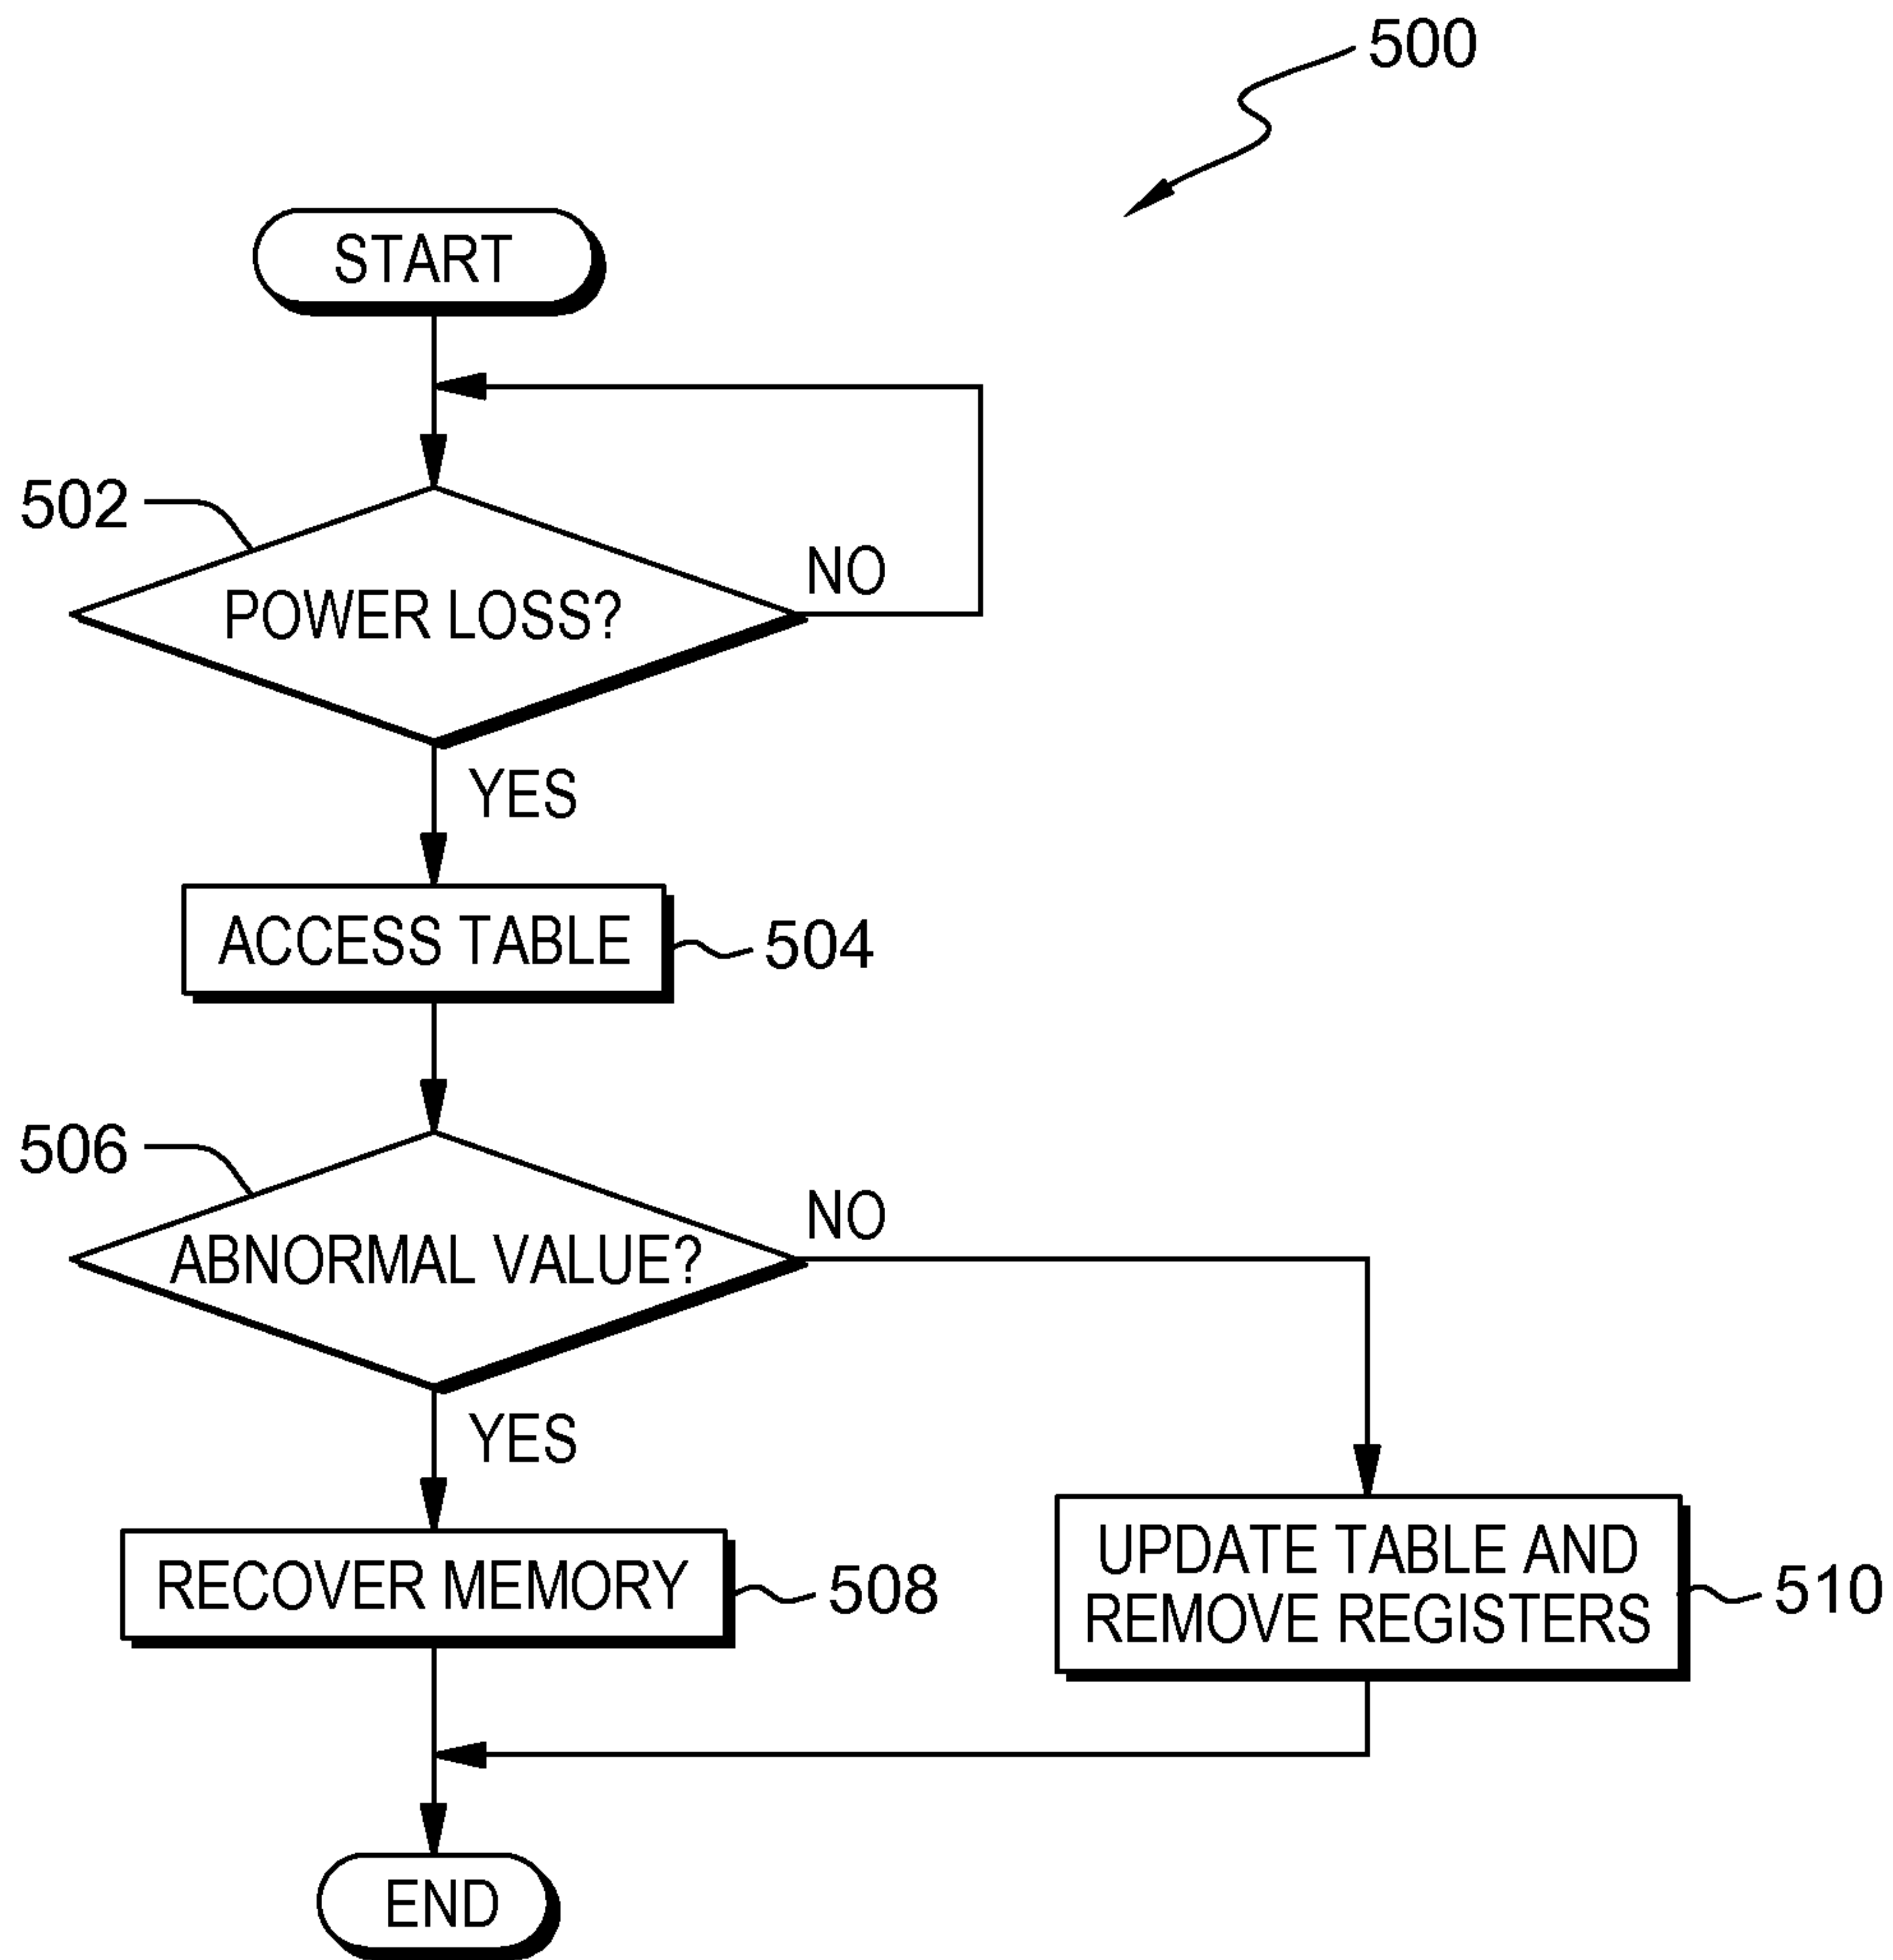 500
START
502
NO
POWER LOSS?
YES
ACCESS TABLE
504
506
NO
ABNORMAL VALUE?
YES
RECOVER MEMORY
508
UPDATE TABLE AND
REMOVE REGISTERS
510
END